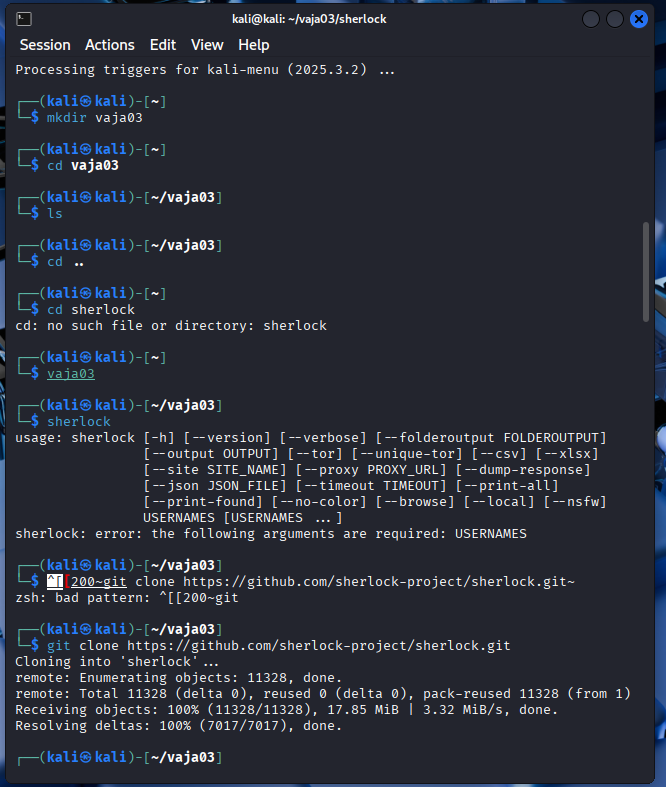 kali@kali: ~/vaja03/sherlock
Session Actions Edit View Help
Processing triggers for kali-menu (2025.3.2) ...
┌──(kali㉿kali)-[~]
└─$ mkdir vaja03
┌──(kali㉿kali)-[~]
└─$ cd vaja03
┌──(kali㉿kali)-[~/vaja03]
└─$ ls
┌──(kali㉿kali)-[~/vaja03]
└─$ cd ..
┌──(kali㉿kali)-[~]
└─$ cd sherlock
cd: no such file or directory: sherlock
┌──(kali㉿kali)-[~]
└─$ vaja03
┌──(kali㉿kali)-[~/vaja03]
└─$ sherlock
usage: sherlock [-h] [--version] [--verbose] [--folderoutput FOLDEROUTPUT]
[--output OUTPUT] [--tor] [--unique-tor] [--csv] [--xlsx]
[--site SITE_NAME] [--proxy PROXY_URL] [--dump-response]
[--json JSON_FILE] [--timeout TIMEOUT] [--print-all]
[--print-found] [--no-color] [--browse] [--local] [--nsfw]
USERNAMES [USERNAMES ...]
sherlock: error: the following arguments are required: USERNAMES
┌──(kali㉿kali)-[~/vaja03]
└─$ ^[[200~git clone https://github.com/sherlock-project/sherlock.git~
zsh: bad pattern: ^[[200~git
┌──(kali㉿kali)-[~/vaja03]
└─$ git clone https://github.com/sherlock-project/sherlock.git
Cloning into 'sherlock'...
remote: Enumerating objects: 11328, done.
remote: Total 11328 (delta 0), reused 0 (delta 0), pack-reused 11328 (from 1)
Receiving objects: 100% (11328/11328), 17.85 MiB | 3.32 MiB/s, done.
Resolving deltas: 100% (7017/7017), done.
┌──(kali㉿kali)-[~/vaja03]